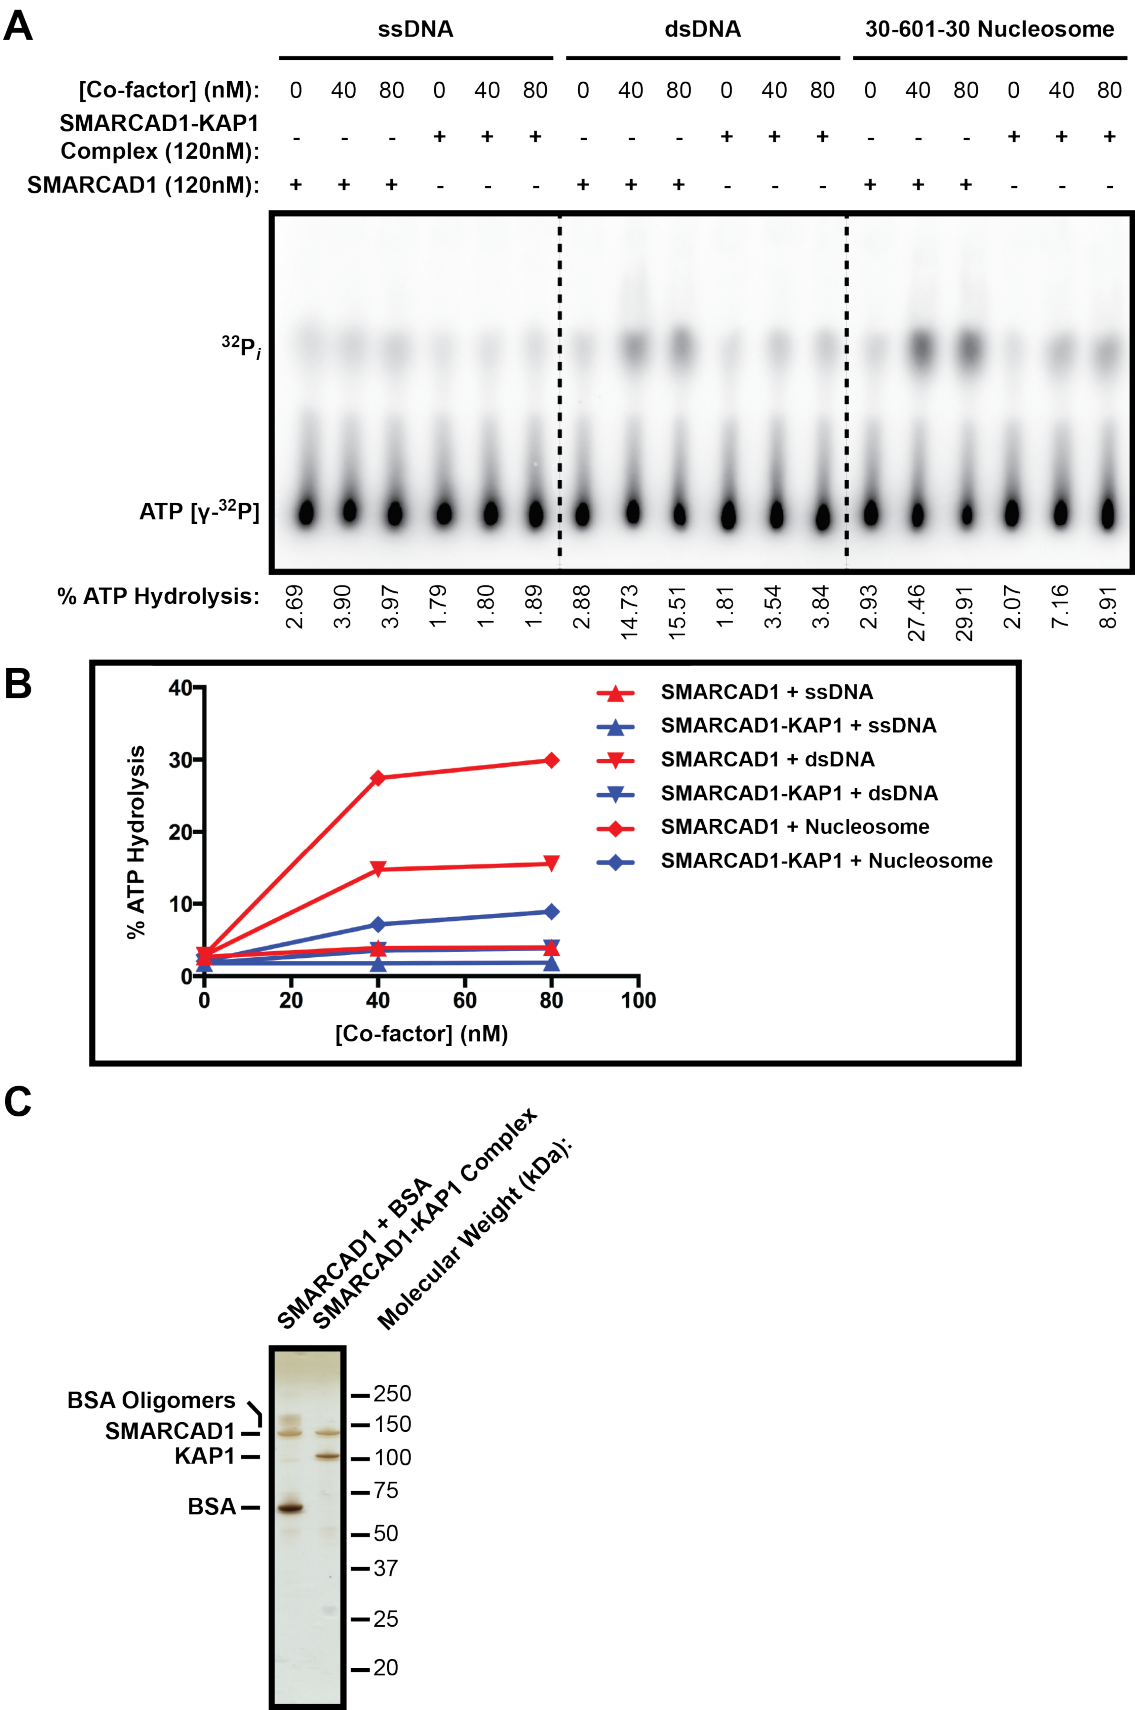 A
ssDNA dsDNA 30-601-30 Nucleosome
[Co-factor] (nM): 0 40 80 0 40 80 0 40 80 0 40 80 0 40 80 0 40 80
SMARCAD1-KAP1
Complex (120nM): - - - + + + - - - + + + - - - + + +
SMARCAD1 (120nM): + + + - - - + + + - - - + + + - - -
³²Pᵢ
ATP [γ-³²P]
% ATP Hydrolysis: 2.69 3.90 3.97 1.79 1.80 1.89 2.88 14.73 15.51 1.81 3.54 3.84 2.93 27.46 29.91 2.07 7.16 8.91
B
% ATP Hydrolysis
40
30
20
10
0
0 20 40 60 80 100
[Co-factor] (nM)
SMARCAD1 + ssDNA
SMARCAD1-KAP1 + ssDNA
SMARCAD1 + dsDNA
SMARCAD1-KAP1 + dsDNA
SMARCAD1 + Nucleosome
SMARCAD1-KAP1 + Nucleosome
C
SMARCAD1 + BSA
SMARCAD1-KAP1 Complex
Molecular Weight (kDa):
BSA Oligomers
SMARCAD1
KAP1
BSA
250
150
100
75
50
37
25
20